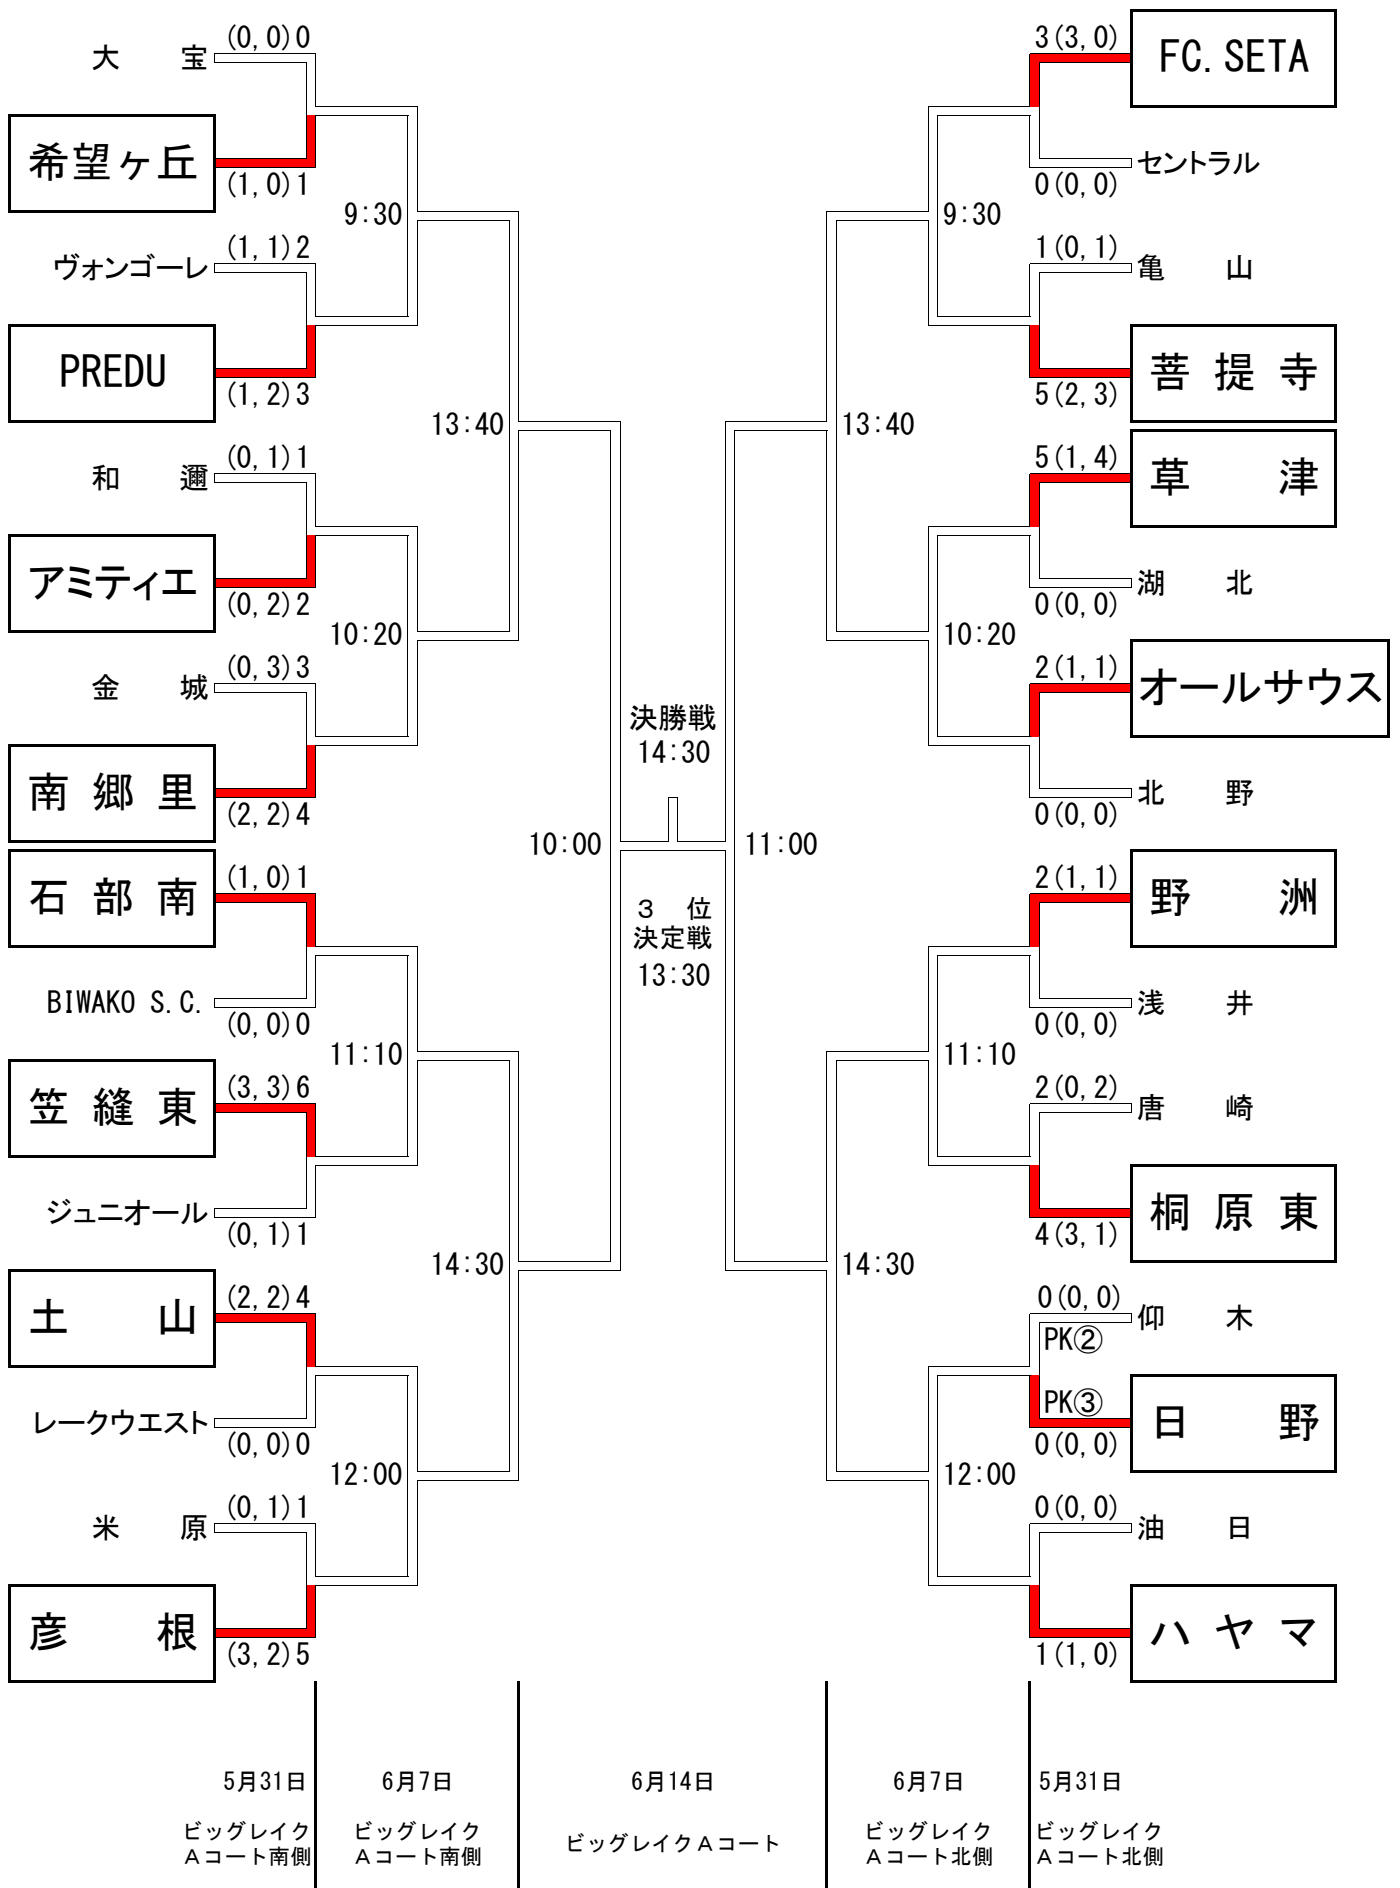 大　宝 (0,0)0
希望ヶ丘 (1,0)1
9:30
ヴォンゴーレ (1,1)2
PREDU (1,2)3
13:40
和　邇 (0,1)1
アミティエ (0,2)2
10:20
金　城 (0,3)3
南郷里 (2,2)4
10:00
石部南 (1,0)1
BIWAKO S.C. (0,0)0
11:10
笠縫東 (3,3)6
ジュニオール (0,1)1
14:30
土　山 (2,2)4
レークウエスト (0,0)0
12:00
米　原 (0,1)1
彦　根 (3,2)5
決勝戦
14:30
３　位
決定戦
13:30
3(3,0) FC.SETA
0(0,0) セントラル
9:30
1(0,1) 亀　山
5(2,3) 菩提寺
13:40
5(1,4) 草　津
0(0,0) 湖　北
10:20
2(1,1) オールサウス
0(0,0) 北　野
11:00
2(1,1) 野　洲
0(0,0) 浅　井
11:10
2(0,2) 唐　崎
4(3,1) 桐原東
14:30
0(0,0) 仰　木
PK②
PK③
0(0,0) 日　野
12:00
0(0,0) 油　日
1(1,0) ハヤマ
5月31日
ビッグレイク
Ａコート南側
6月7日
ビッグレイク
Ａコート南側
6月14日
ビッグレイクＡコート
6月7日
ビッグレイク
Ａコート北側
5月31日
ビッグレイク
Ａコート北側